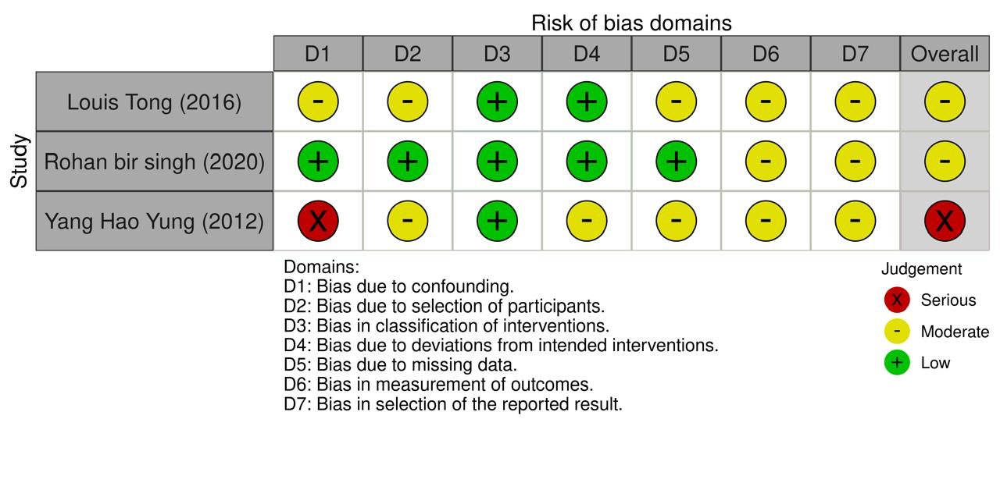 Risk of bias domains
D1 D2 D3 D4 D5 D6 D7 Overall
Study
Louis Tong (2016) - - + + - - - -
Rohan bir singh (2020) + + + + + - - -
Yang Hao Yung (2012) X - + - - - - X
Domains:
D1: Bias due to confounding.
D2: Bias due to selection of participants.
D3: Bias in classification of interventions.
D4: Bias due to deviations from intended interventions.
D5: Bias due to missing data.
D6: Bias in measurement of outcomes.
D7: Bias in selection of the reported result.
Judgement
X Serious
- Moderate
+ Low